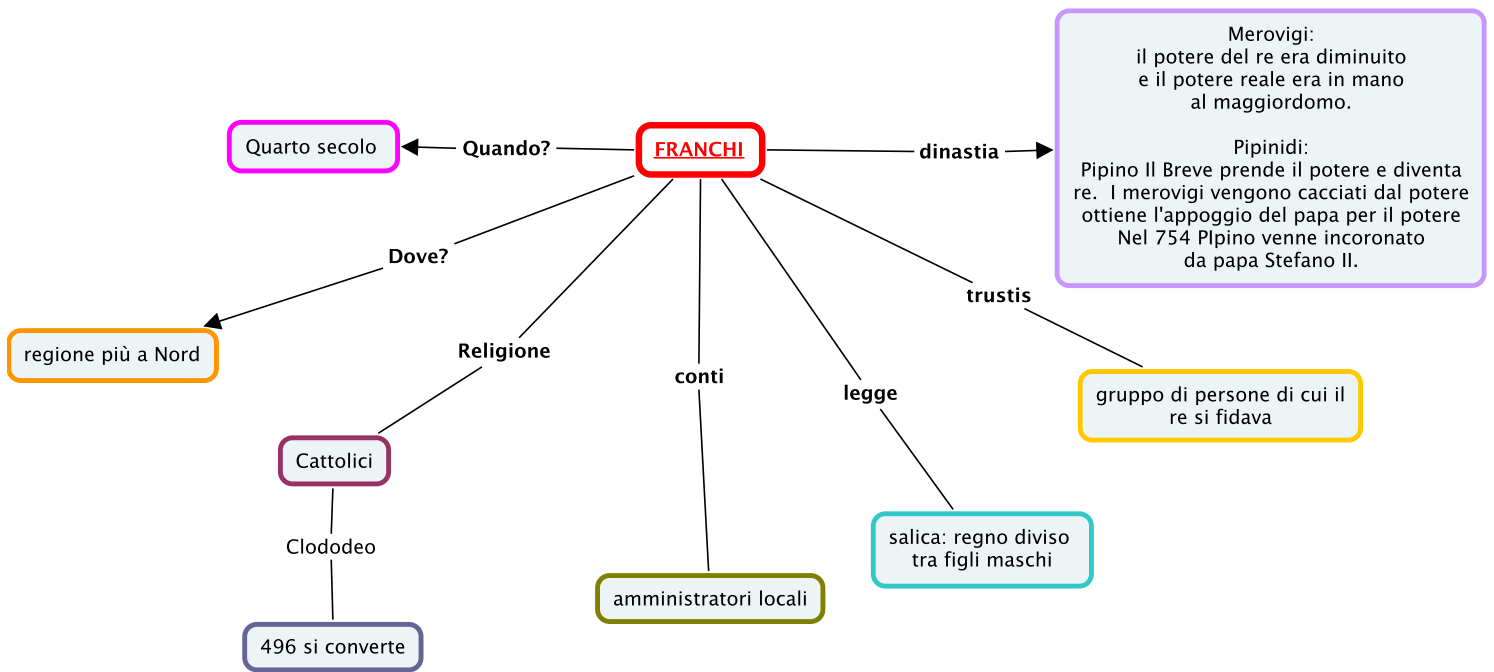 Merovigi:
il potere del re era diminuito
e il potere reale era in mano
al maggiordomo.
Pipinidi:
Pipino Il Breve prende il potere e diventa
re. I merovigi vengono cacciati dal potere
ottiene l'appoggio del papa per il potere
Nel 754 PIpino venne incoronato
da papa Stefano II.
Quarto secolo
Quando?
FRANCHI
dinastia
Dove?
trustis
regione più a Nord
Religione
conti
legge
gruppo di persone di cui il
re si fidava
Cattolici
salica: regno diviso
tra figli maschi
Clododeo
amministratori locali
496 si converte